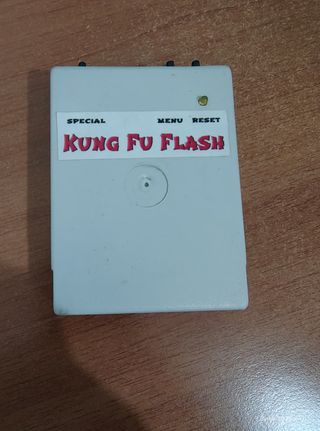 SPECIAL MENU RESET
KUNG FU FLASH